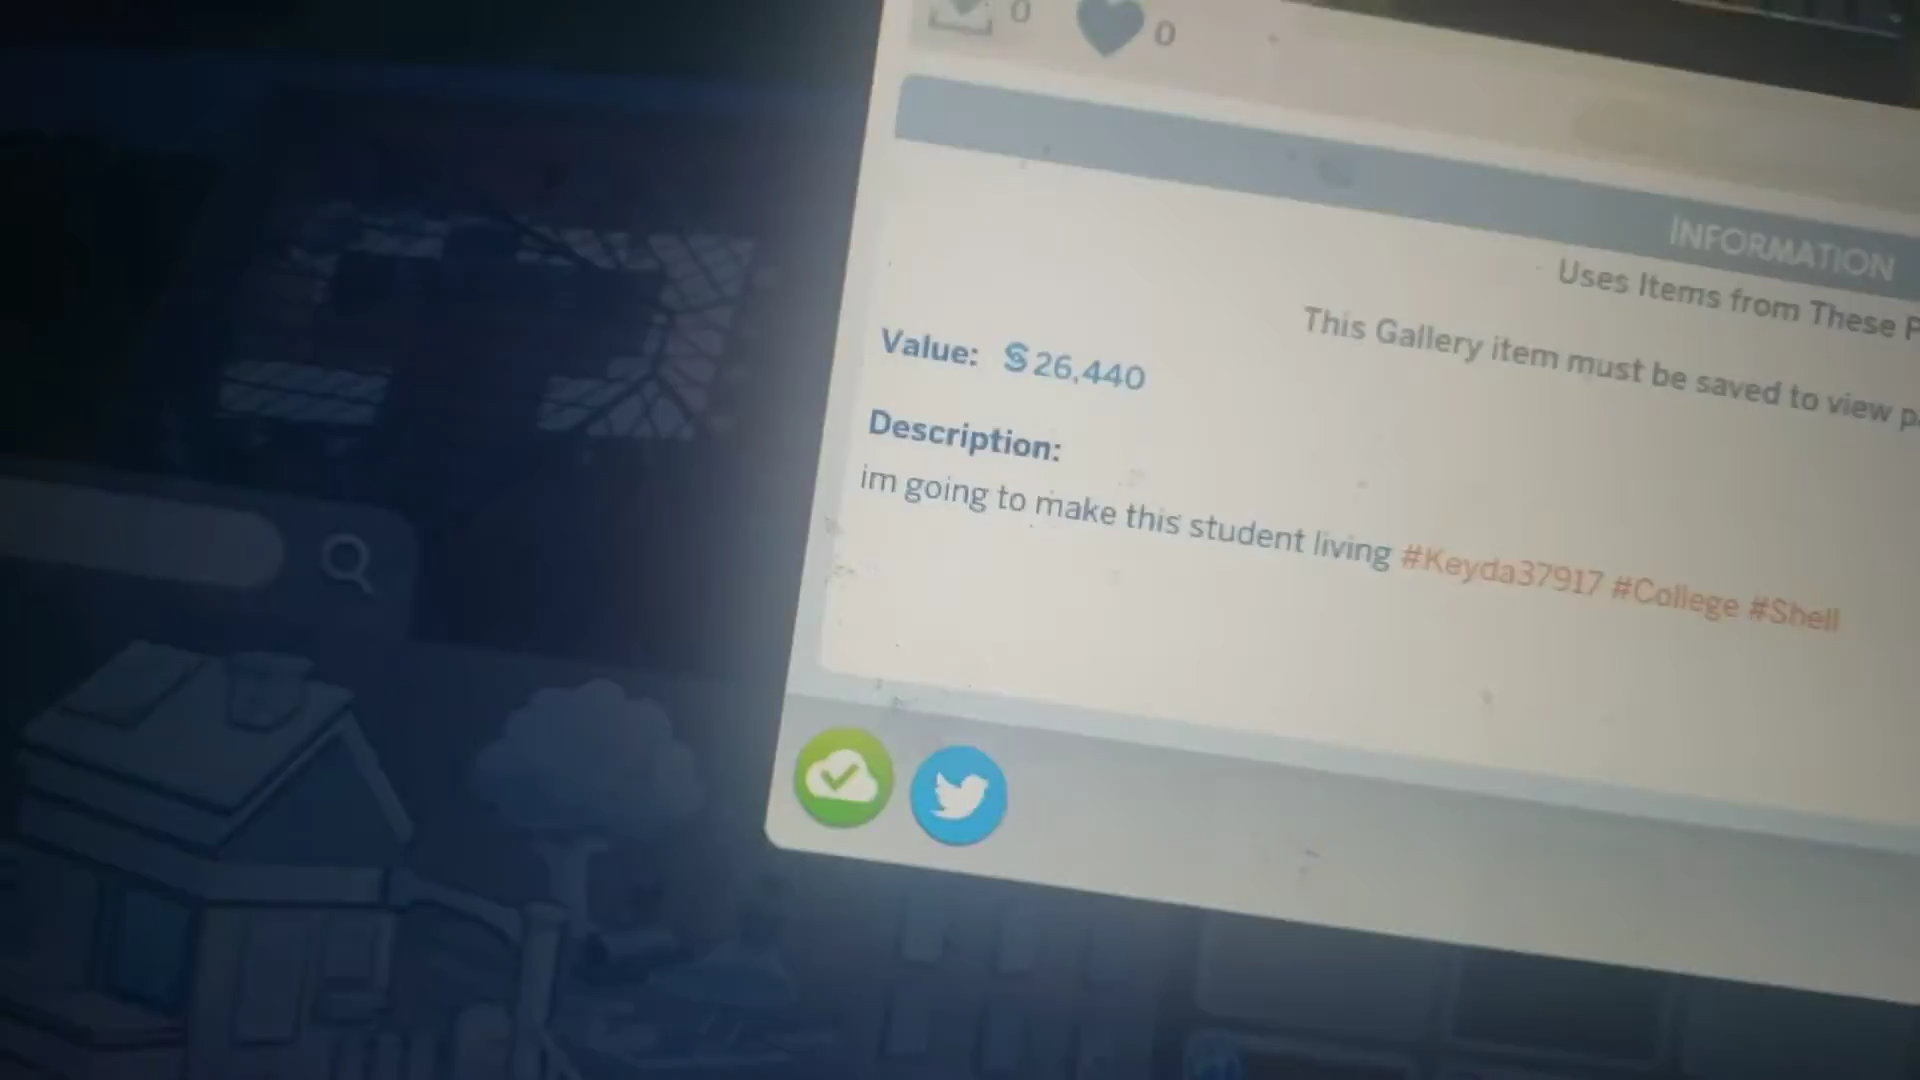 0 0
INFORMATION
Uses Items from These
This Gallery item must be saved to view
Value: §26,440
Description:
im going to make this student living #Keyda37917 #College #Shell